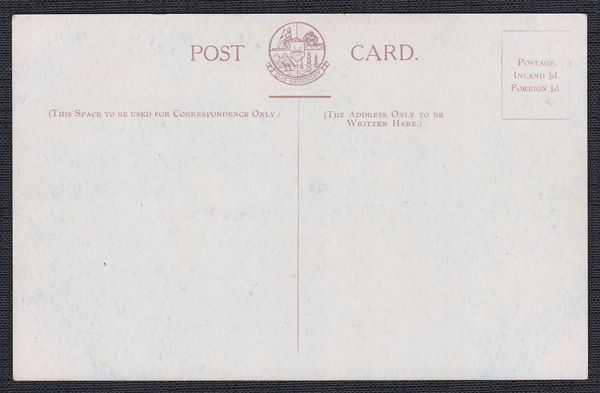 POST CARD.
POSTAGE.
INLAND ½d.
FOREIGN 1d
(THIS SPACE TO BE USED FOR CORRESPONDENCE ONLY.)
(THE ADDRESS ONLY TO BE
WRITTEN HERE.)